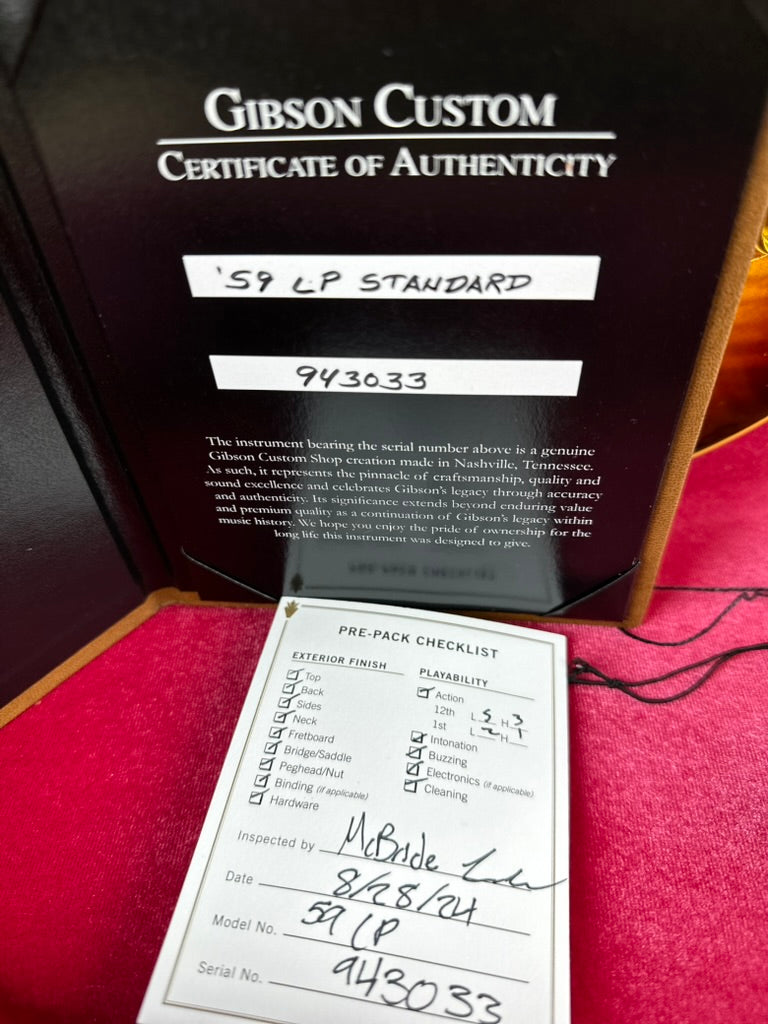 GIBSON CUSTOM
CERTIFICATE OF AUTHENTICITY
'59 LP STANDARD
943033
The instrument bearing the serial number above is a genuine
Gibson Custom Shop creation made in Nashville, Tennessee.
As such, it represents the pinnacle of craftsmanship, quality and
sound excellence and celebrates Gibson's legacy through accuracy
and authenticity. Its significance extends beyond enduring value
and premium quality as a continuation of Gibson's legacy within
music history. We hope you enjoy the pride of ownership for the
long life this instrument was designed to give.
PRE-PACK CHECKLIST
EXTERIOR FINISH
Top
Back
Sides
Neck
Fretboard
Bridge/Saddle
Peghead/Nut
Binding (if applicable)
Hardware
PLAYABILITY
Action
12th L 5 H 3
1st L 2 H 1
Intonation
Buzzing
Electronics (if applicable)
Cleaning
Inspected by McBride
Date 8/28/24
Model No. 59 LP
Serial No. 943033